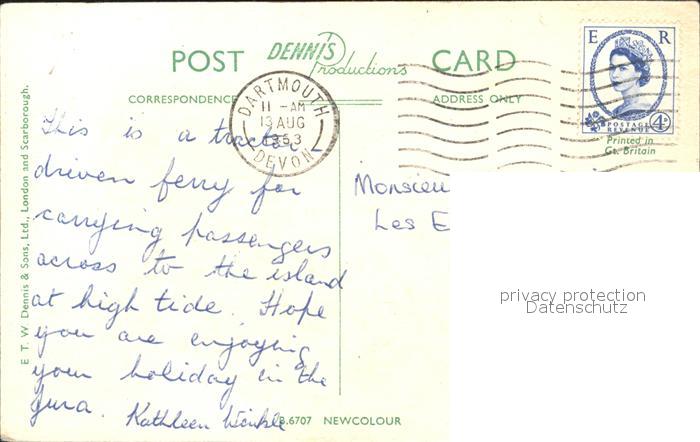 POST DENNIS Productions CARD
CORRESPONDENCE ADDRESS ONLY
E R
POSTAGE REVENUE 4D
Printed in
Gt. Britain
DARTMOUTH
11 -AM
13 AUG
1963
DEVON
E. T. W. Dennis & Sons, Ltd., London and Scarborough.
This is a tractor
driven ferry for
carrying passengers
across to the island
at high tide. Hope
you are enjoying
your holiday in the
Jura. Kathleen
Monsieu
Les E
privacy protection
Datenschutz
B.6707 NEWCOLOUR